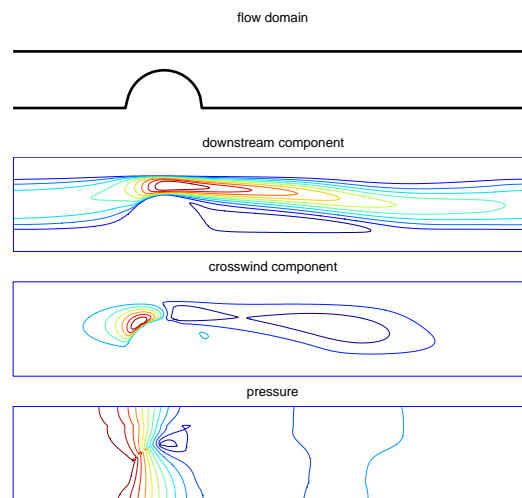 flow domain
downstream component
crosswind component
pressure